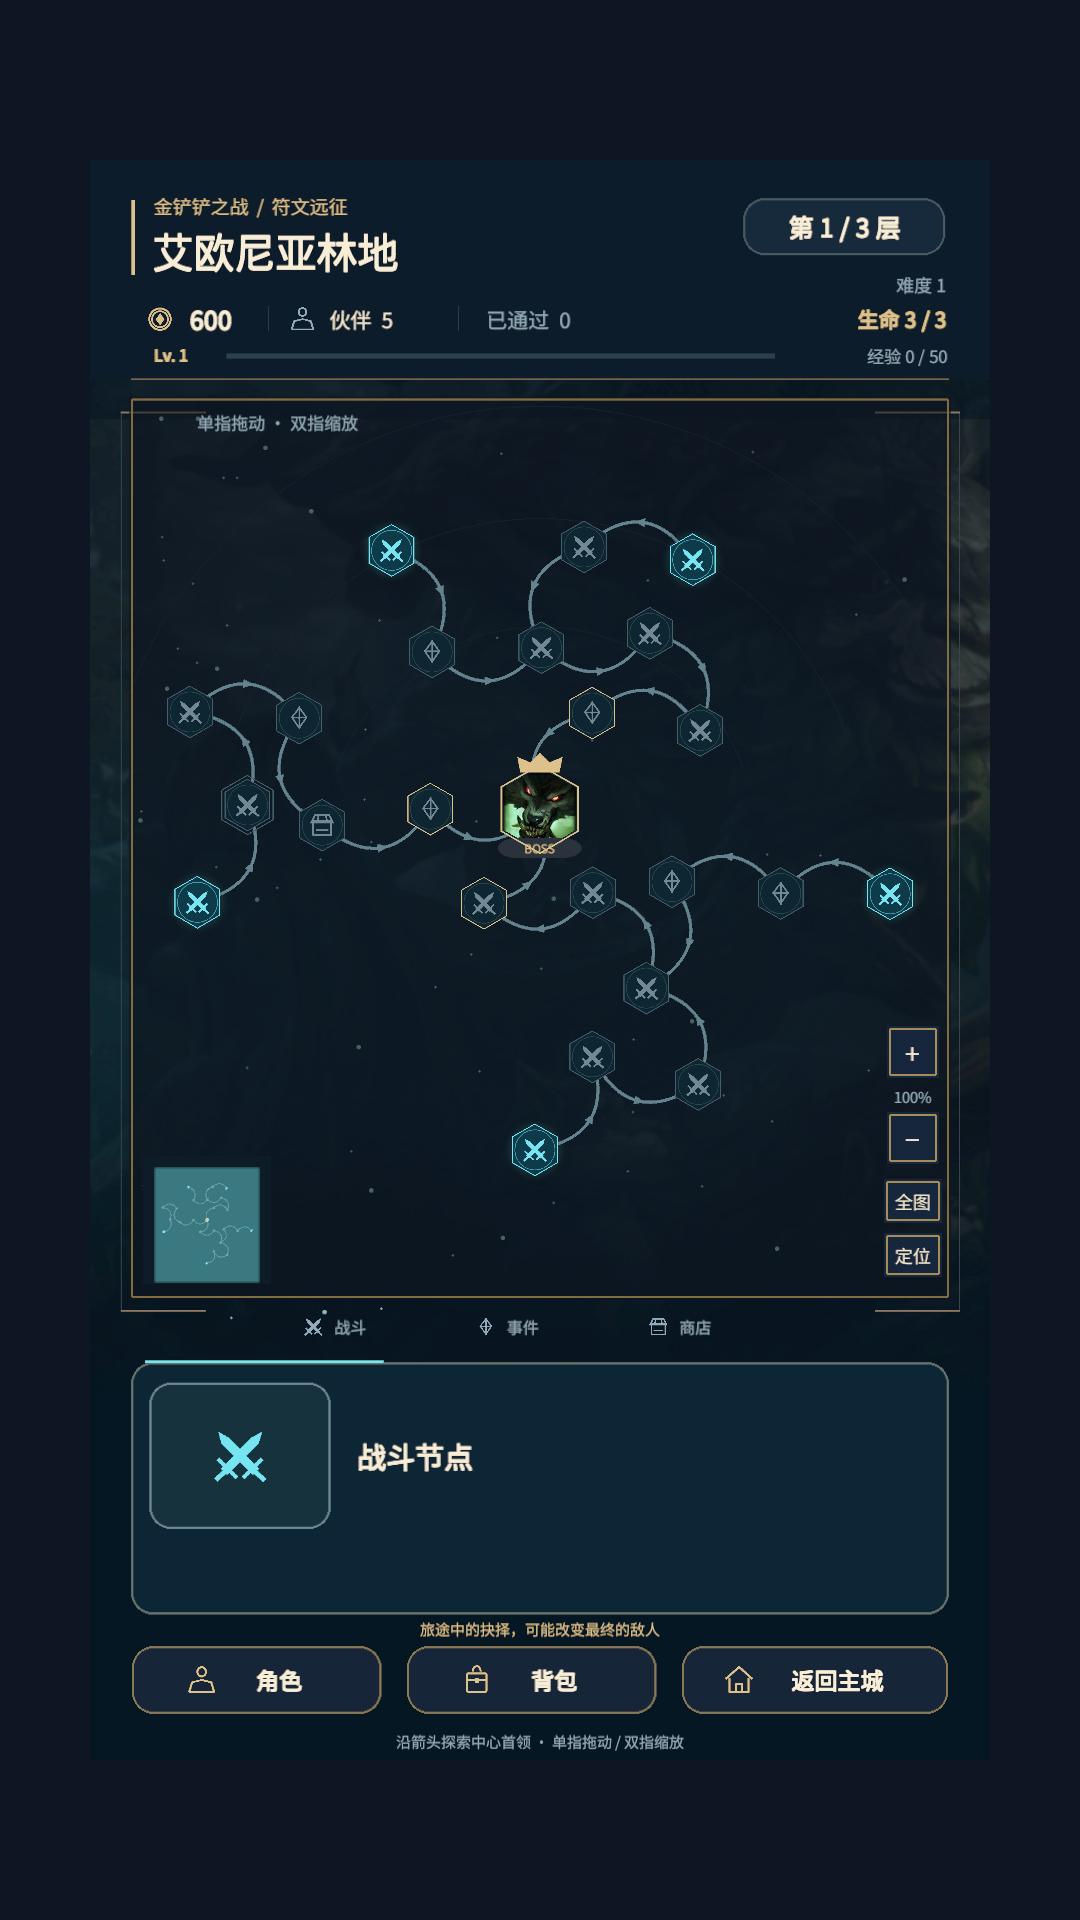 金铲铲之战 / 符文远征
艾欧尼亚林地
第 1 / 3 层
难度 1
600
伙伴 5
已通过 0
生命 3 / 3
Lv. 1
经验 0 / 50
单指拖动 · 双指缩放
BOSS
+
100%
−
全图
定位
战斗
事件
商店
战斗节点
旅途中的抉择，可能改变最终的敌人
角色
背包
返回主城
沿箭头探索中心首领 · 单指拖动 / 双指缩放